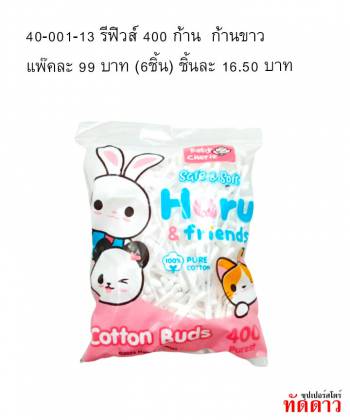 40-001-13 รีฟิวส์ 400 ก้าน ก้านขาว
แพ๊คละ 99 บาท (6ชิ้น) ชิ้นละ 16.50 บาท
Baby
Cherie
Safe & Soft
Haru
& friends
100%
PURE
COTTON
Cotton Buds
400
ซุปเปอร์สโตร์
ทัดดาว